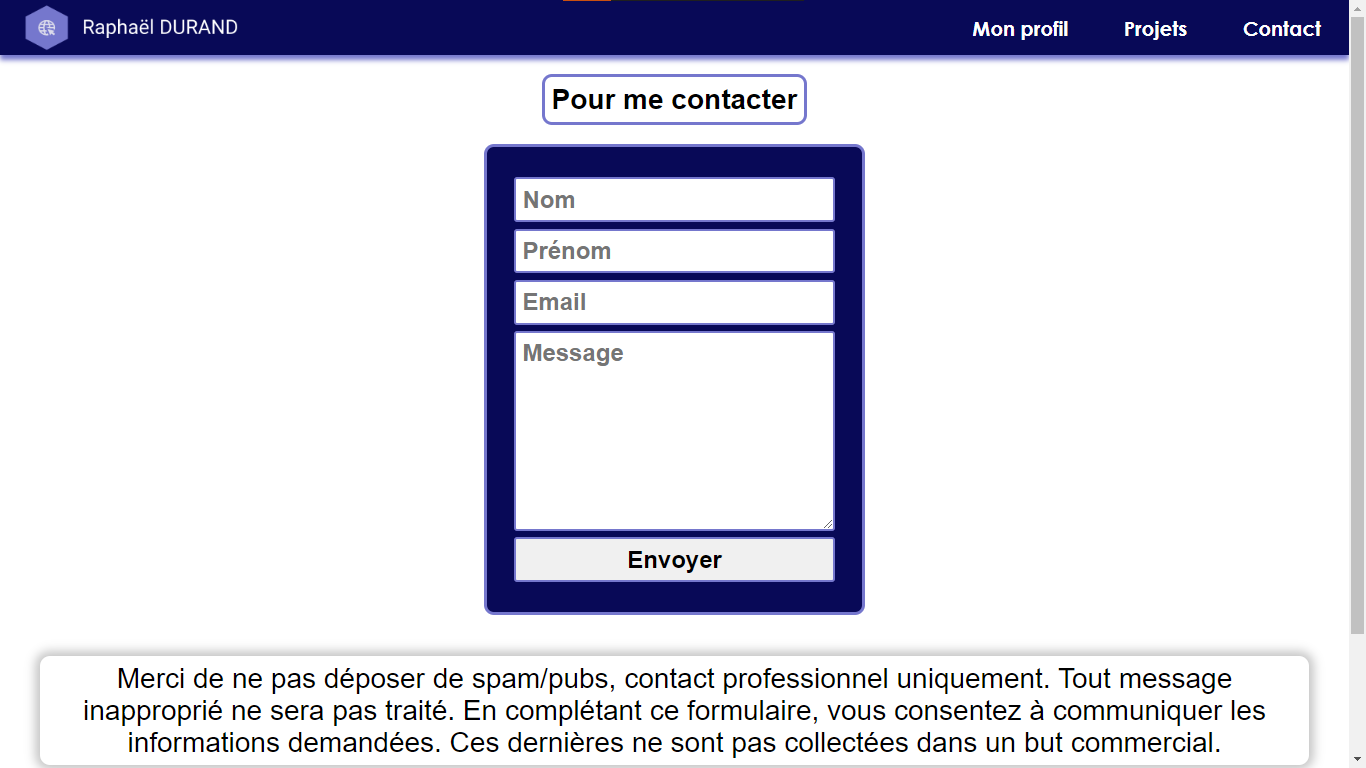 Raphaël DURAND
Mon profil
Projets
Contact
Pour me contacter
Nom
Prénom
Email
Message
Envoyer
Merci de ne pas déposer de spam/pubs, contact professionnel uniquement. Tout message
inapproprié ne sera pas traité. En complétant ce formulaire, vous consentez à communiquer les
informations demandées. Ces dernières ne sont pas collectées dans un but commercial.